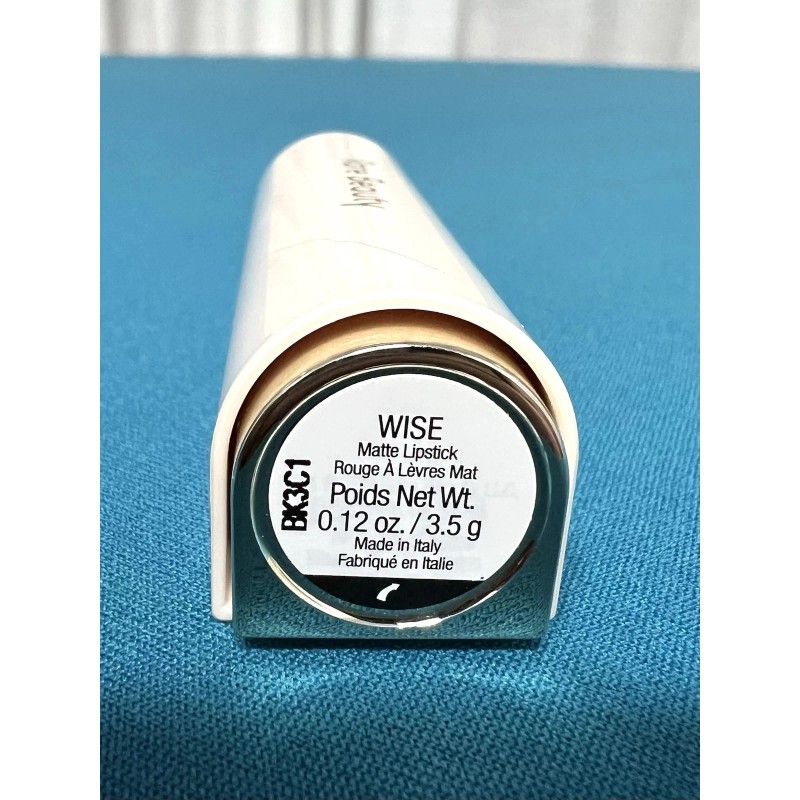 WISE
Matte Lipstick
Rouge À Lèvres Mat
Poids Net Wt.
0.12 oz. / 3.5 g
Made in Italy
Fabriqué en Italie
BK3C1
Beauty